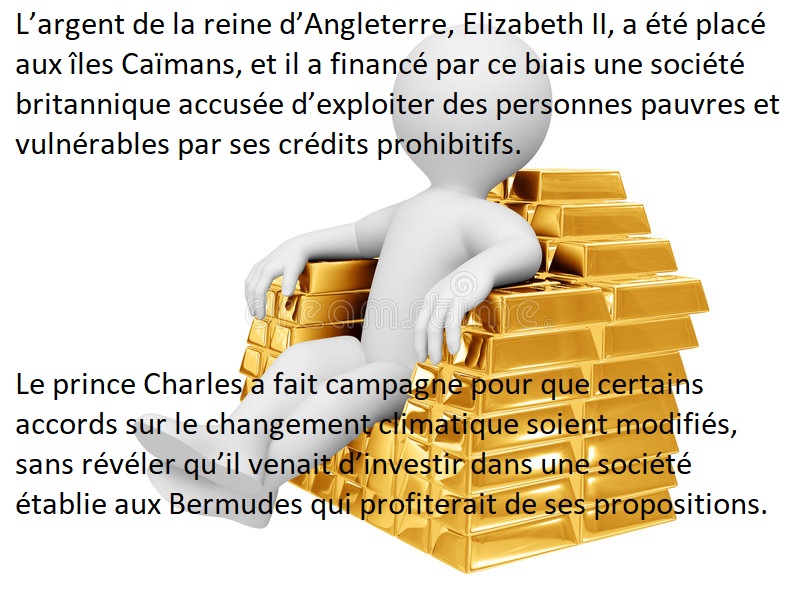 L’argent de la reine d’Angleterre, Elizabeth II, a été placé
aux îles Caïmans, et il a financé par ce biais une société
britannique accusée d’exploiter des personnes pauvres et
vulnérables par ses crédits prohibitifs.
dreamstime
Le prince Charles a fait campagne pour que certains
accords sur le changement climatique soient modifiés,
sans révéler qu’il venait d’investir dans une société
établie aux Bermudes qui profiterait de ses propositions.